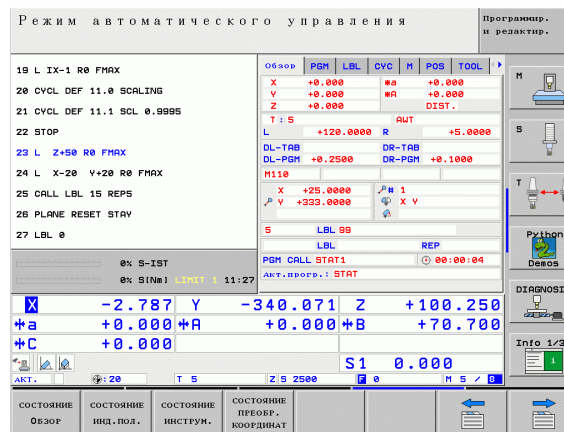 Режим автоматического управления
Программир. и редактир.
19 L IX-1 R0 FMAX
20 CYCL DEF 11.0 SCALING
21 CYCL DEF 11.1 SCL 0.9995
22 STOP
23 L Z+50 R0 FMAX
24 L X-20 Y+20 R0 FMAX
25 CALL LBL 15 REP5
26 PLANE RESET STAY
27 LBL 0
0% S-IST
0% S[Nm] LIMIT 1 11:27
Обзор PGM LBL CYC M POS TOOL
X +0.000 *a +0.000
Y +0.000 *A +0.000
Z +0.000 DIST.
T : 5 AWT
L +120.0000 R +5.0000
DL-TAB DR-TAB
DL-PGM +0.2500 DR-PGM +0.1000
M110
X +25.0000 # 1
Y +333.0000 X Y
5 LBL 99
LBL REP
PGM CALL STAT1 00:00:04
Акт.прогр.: STAT
X -2.787 Y -340.071 Z +100.250
*a +0.000 *A +0.000 *B +70.700
*C +0.000
S1 0.000
АКТ. : 20 T 5 Z S 2500 F 0 M 5 / 8
M
S
T
Python
Demos
DIAGNOSI
Info 1/3
СОСТОЯНИЕ ОБЗОР
СОСТОЯНИЕ ИНД.ПОЛ.
СОСТОЯНИЕ ИНСТРУМ.
СОСТОЯНИЕ ПРЕОБР. КООРДИНАТ